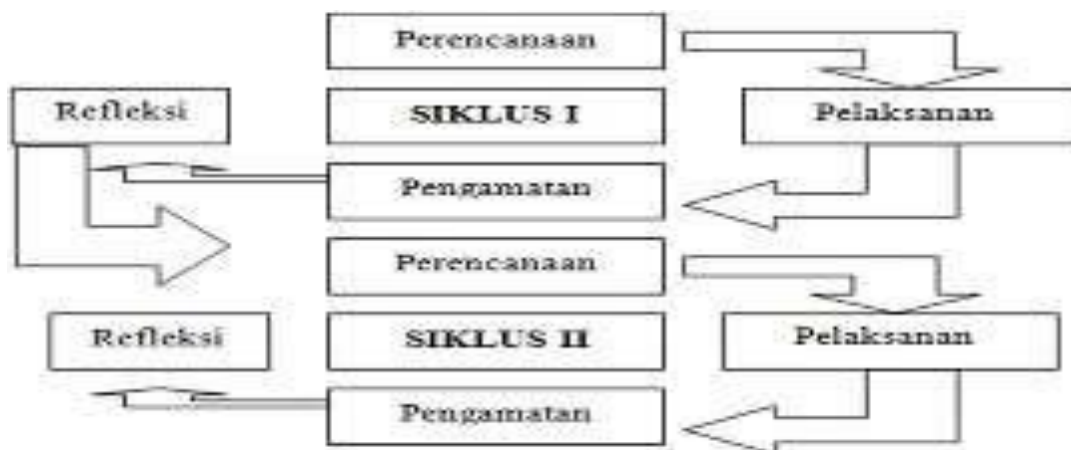 Perencanaan
Refleksi
SIKLUS I
Pelaksanan
Pengamatan
Perencanaan
Refleksi
SIKLUS II
Pelaksanan
Pengamatan